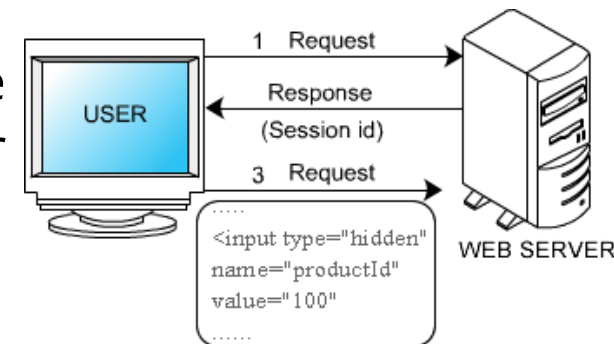 1 Request
e
USER
Response
r
(Session id)
3 Request
.....
<input type="hidden"
name="productId"
value="100"
......
WEB SERVER